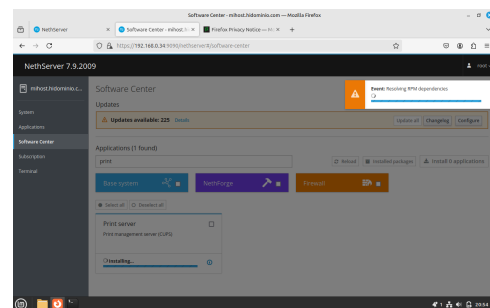 Software Center - mihost.hidominio.com — Mozilla Firefox
NethServer
Software Center - mihost.h
Firefox Privacy Notice — M
https://192.168.0.34:9090/nethserver#/software-center
NethServer 7.9.2009
root
mihost.hidominio.c...
System
Applications
Software Center
Subscription
Terminal
Software Center
Event: Resolving RPM dependencies
Updates
Updates available: 225 Details
Update all Changelog Configure
Applications (1 found)
print
Reload Installed packages Install 0 applications
Base system NethForge Firewall
Select all Deselect all
Print server
Print management server (CUPS)
Installing...
1 20:54